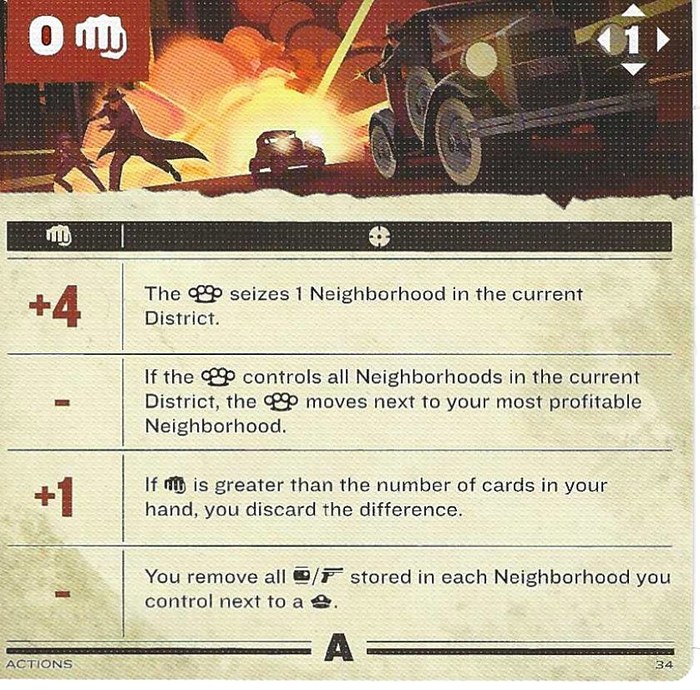 0
1
+4
The seizes 1 Neighborhood in the current
District.
-
If the controls all Neighborhoods in the current
District, the moves next to your most profitable
Neighborhood.
+1
If is greater than the number of cards in your
hand, you discard the difference.
-
You remove all / stored in each Neighborhood you
control next to a .
A
ACTIONS
34